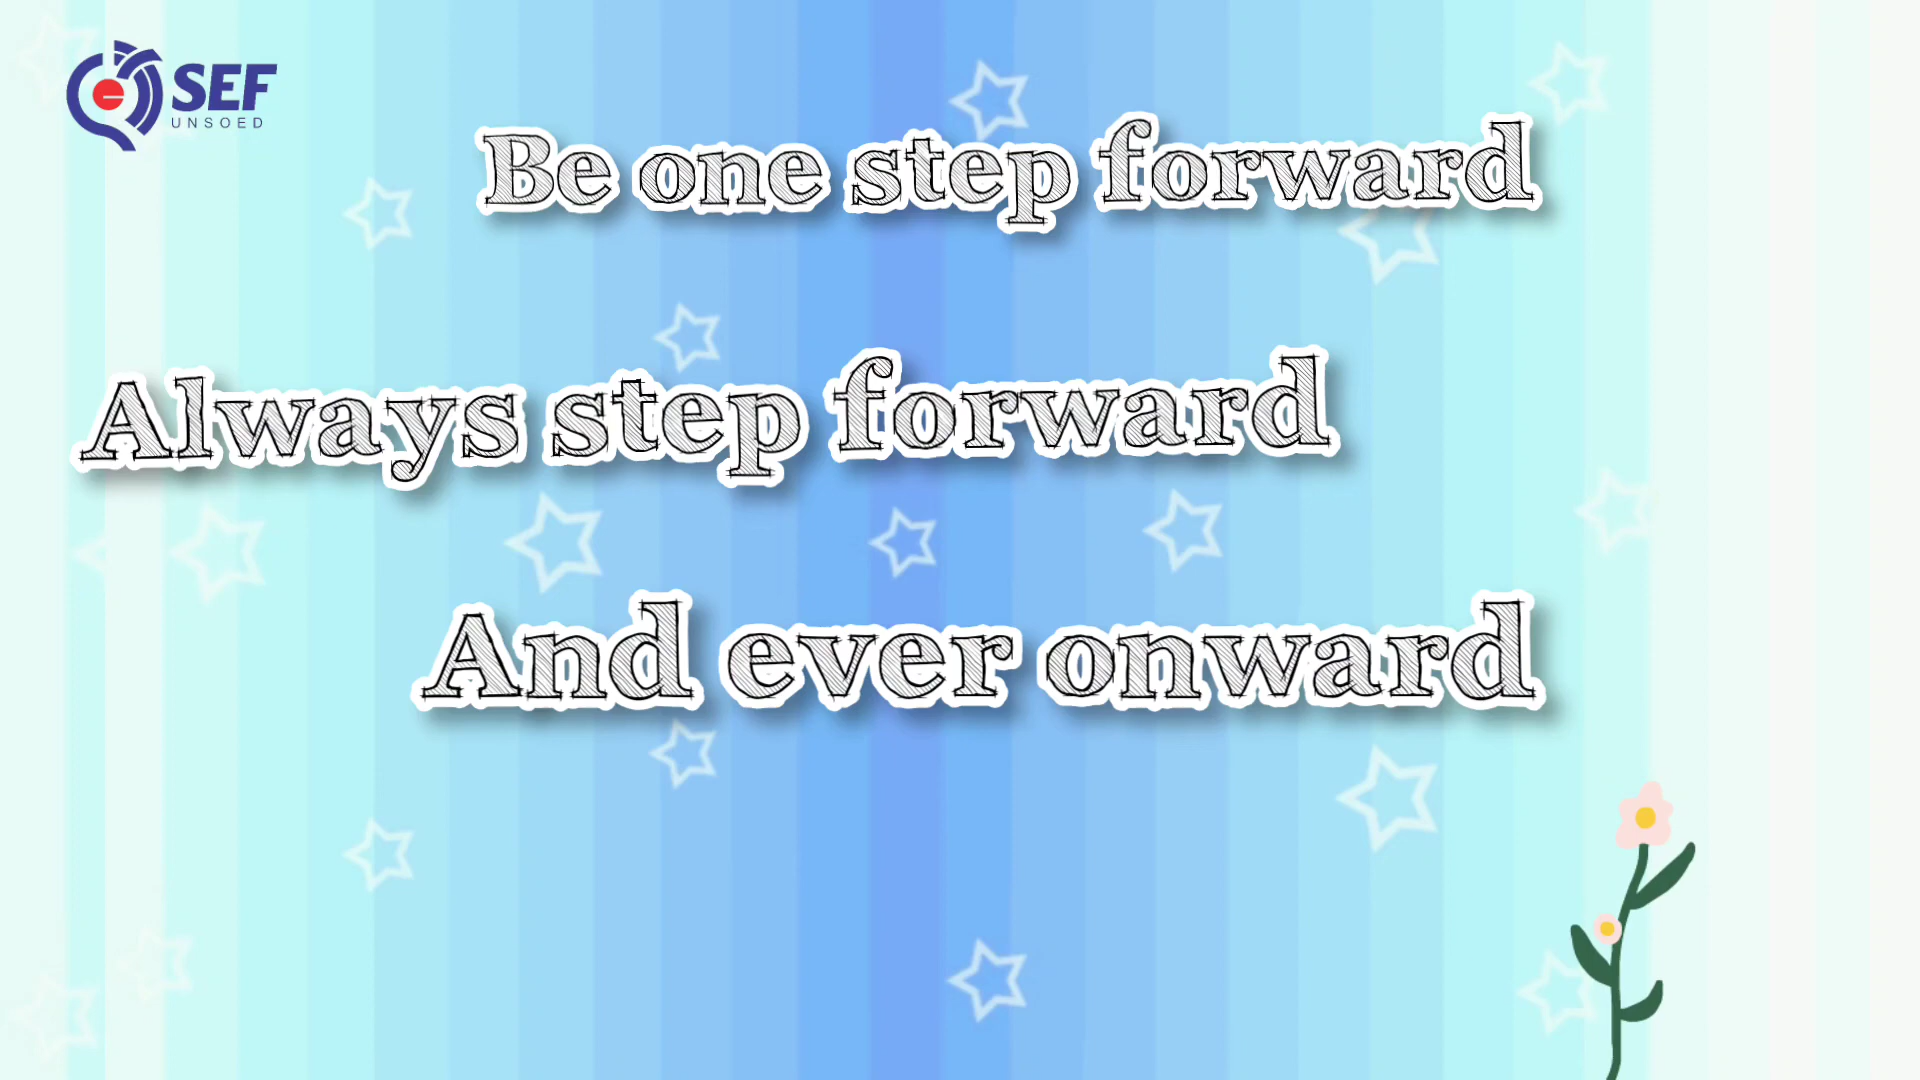 SEF
UNSOED
Be one step forward
Always step forward
And ever onward